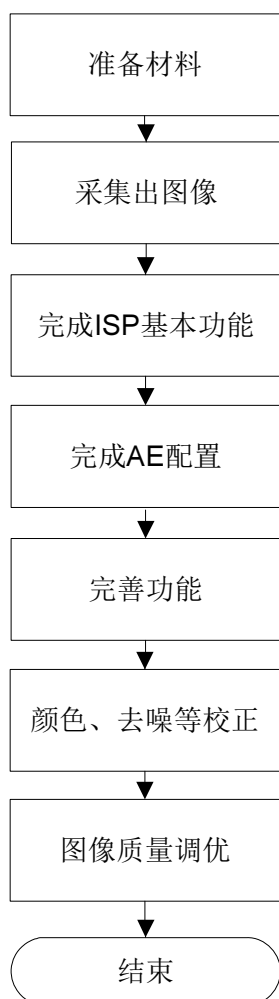 准备材料
采集出图像
完成ISP基本功能
完成AE配置
完善功能
颜色、去噪等校正
图像质量调优
结束